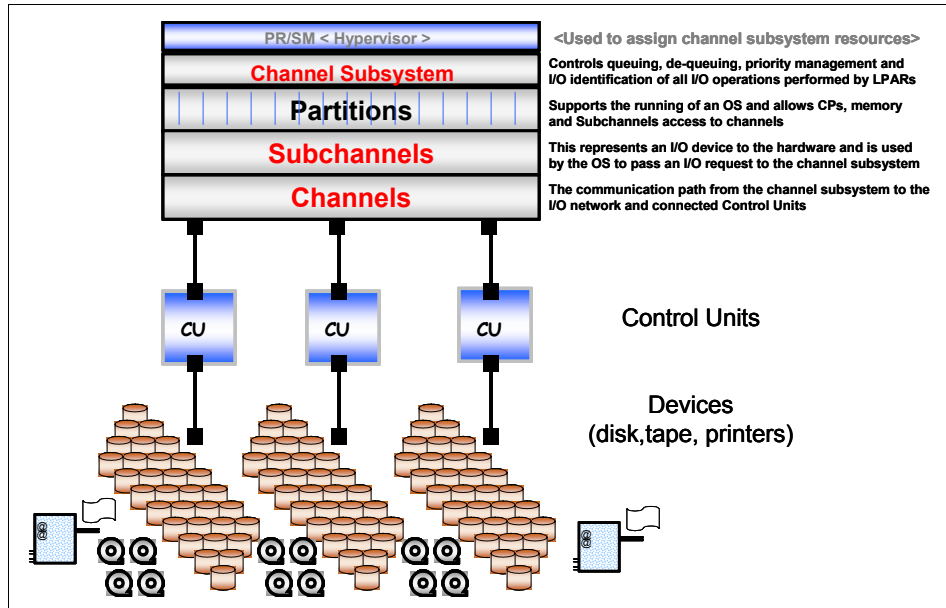 PR/SM < Hypervisor >
<Used to assign channel subsystem resources>
Channel Subsystem
Controls queuing, de-queuing, priority management and
I/O identification of all I/O operations performed by LPARs
Partitions
Supports the running of an OS and allows CPs, memory
and Subchannels access to channels
Subchannels
This represents an I/O device to the hardware and is used
by the OS to pass an I/O request to the channel subsystem
Channels
The communication path from the channel subsystem to the
I/O network and connected Control Units
CU
CU
CU
Control Units
Devices
(disk,tape, printers)